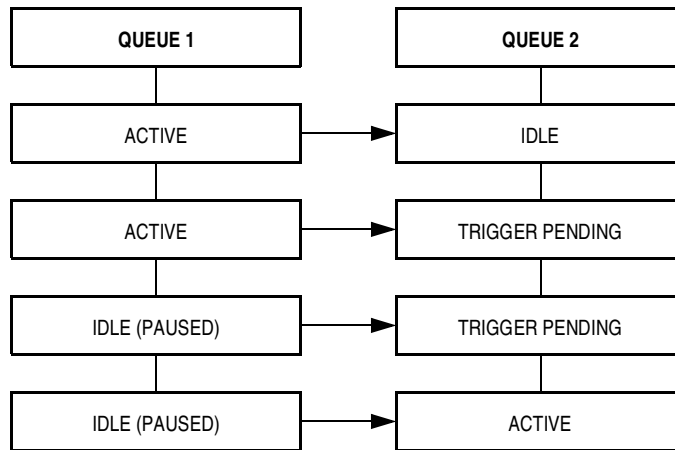 QUEUE 1
QUEUE 2
ACTIVE
IDLE
ACTIVE
TRIGGER PENDING
IDLE (PAUSED)
TRIGGER PENDING
IDLE (PAUSED)
ACTIVE